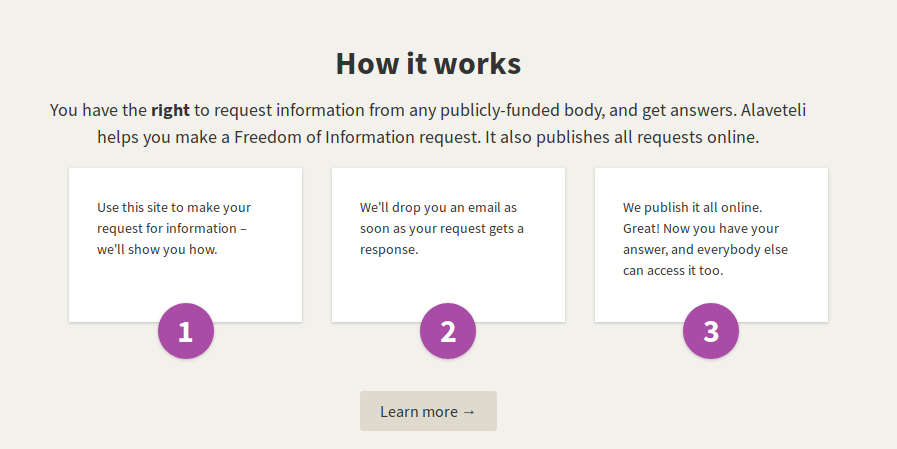 How it works
You have the right to request information from any publicly-funded body, and get answers. Alaveteli
helps you make a Freedom of Information request. It also publishes all requests online.
Use this site to make your
request for information –
we'll show you how.
1
We'll drop you an email as
soon as your request gets a
response.
2
We publish it all online.
Great! Now you have your
answer, and everybody else
can access it too.
3
Learn more →